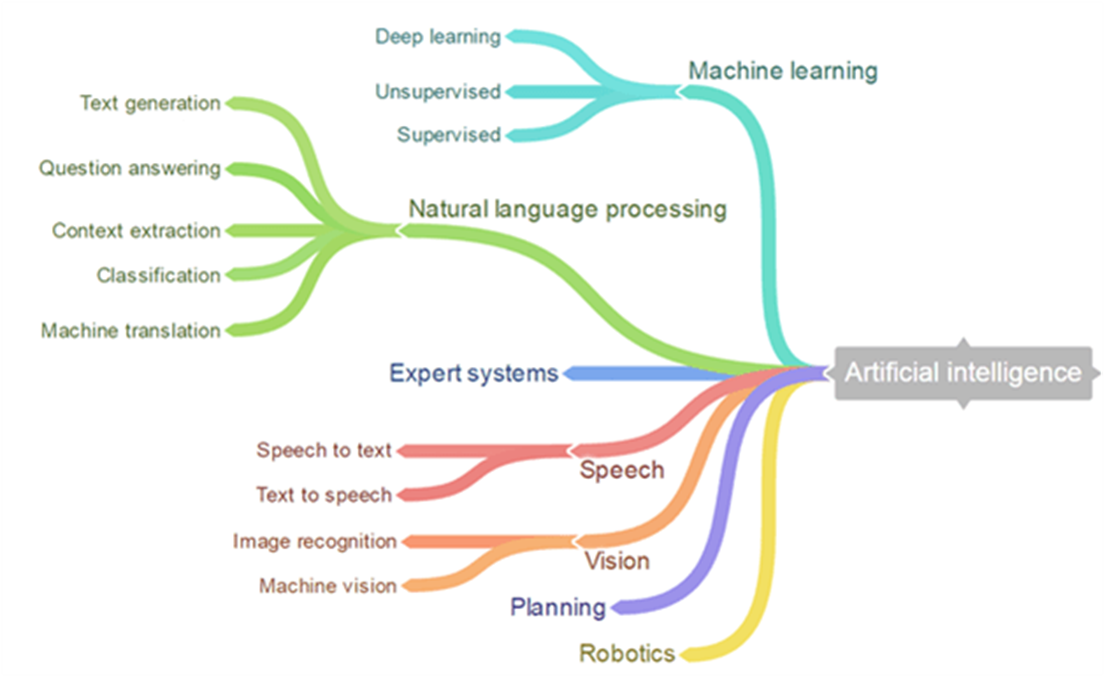 Deep learning
Machine learning
Unsupervised
Text generation
Supervised
Question answering
Natural language processing
Context extraction
Classification
Machine translation
Expert systems
Artificial intelligence
Speech to text
Speech
Text to speech
Image recognition
Vision
Machine vision
Planning
Robotics